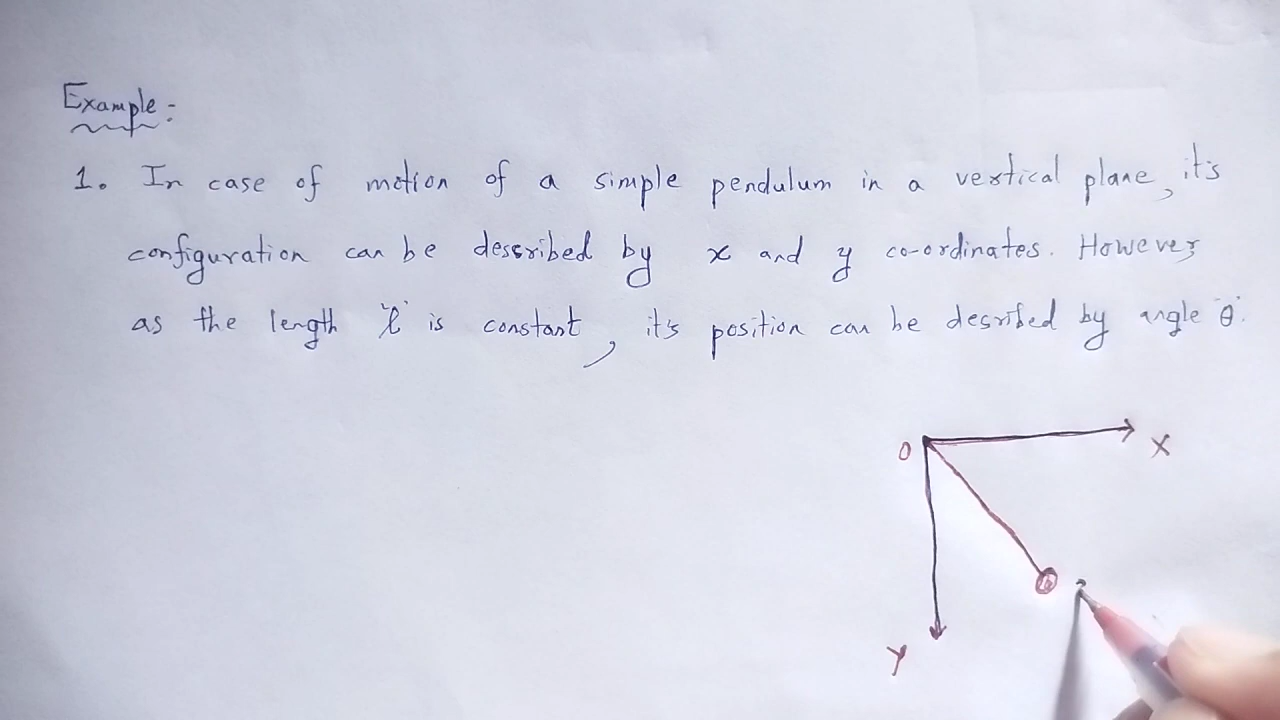 Example:
1. In case of motion of a simple pendulum in a vertical plane, it's
configuration can be described by x and y co-ordinates. However
as the length 'l' is constant, it's position can be described by angle 'θ'.
O
X
Y